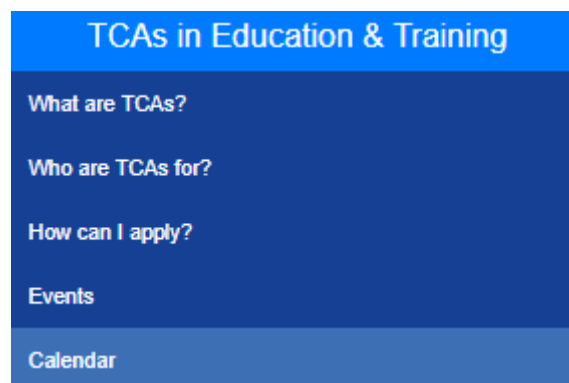 TCAs in Education & Training
What are TCAs?
Who are TCAs for?
How can I apply?
Events
Calendar